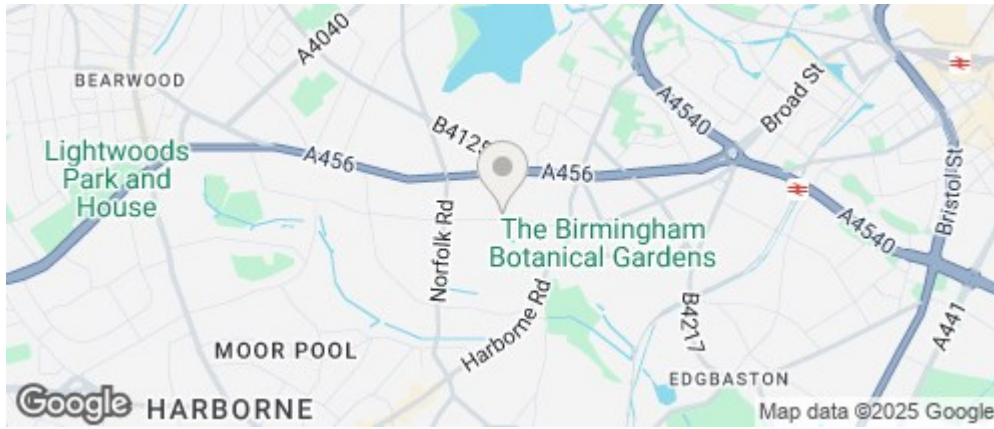 A4040
BEARWOOD
Broad St
A4540
B4129
Lightwoods
Park and
House
A456
A456
Bristol St
Norfolk Rd
The Birmingham
Botanical Gardens
A4540
Harborne Rd
B4217
A441
MOOR POOL
EDGBASTON
Google
HARBORNE
Map data ©2025 Google